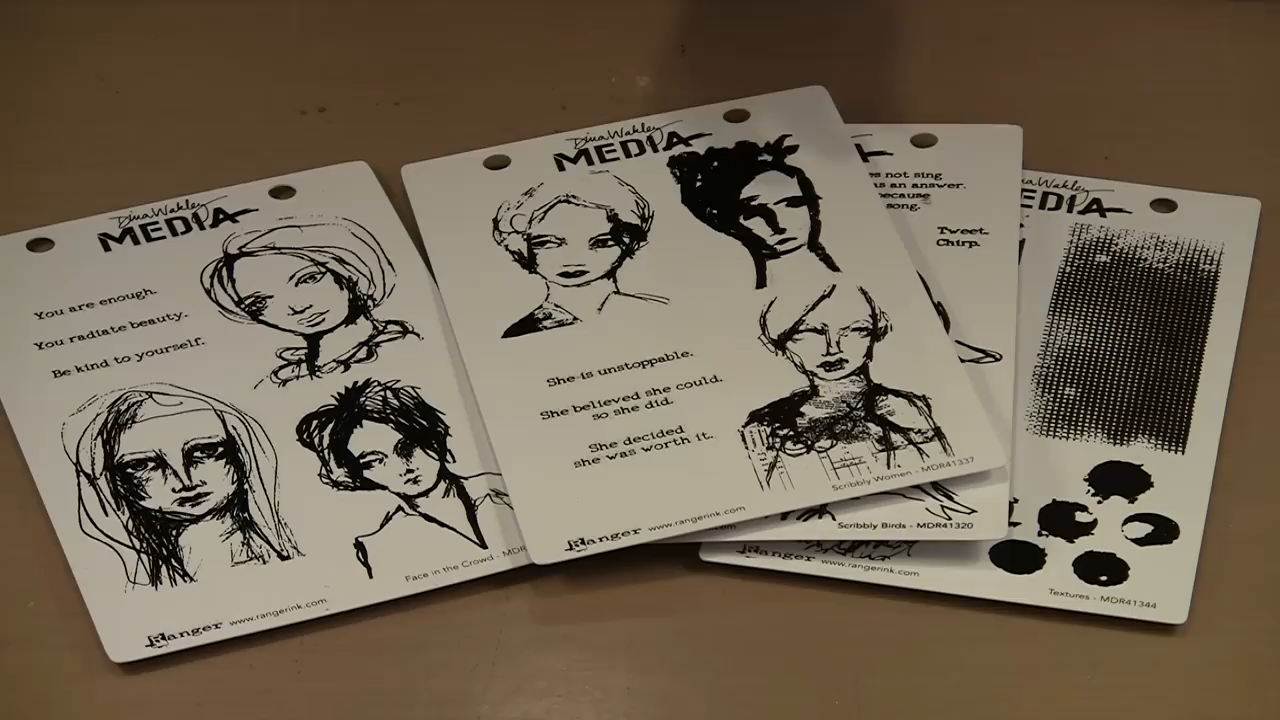 Dina Wakley
MEDIA
You are enough.
You radiate beauty.
Be kind to yourself.
Face in the Crowd - MDR
Ranger www.rangerink.com
Dina Wakley
MEDIA
She is unstoppable.
She believed she could.
so she did.
She decided
she was worth it.
Scribbly Women - MDR41337
Ranger www.rangerink.com
es not sing
as an answer.
ecause
song.
Tweet.
Chirp.
Scribbly Birds - MDR41320
Wakley
EDIA
Ranger www.rangerink.com
Textures - MDR41344